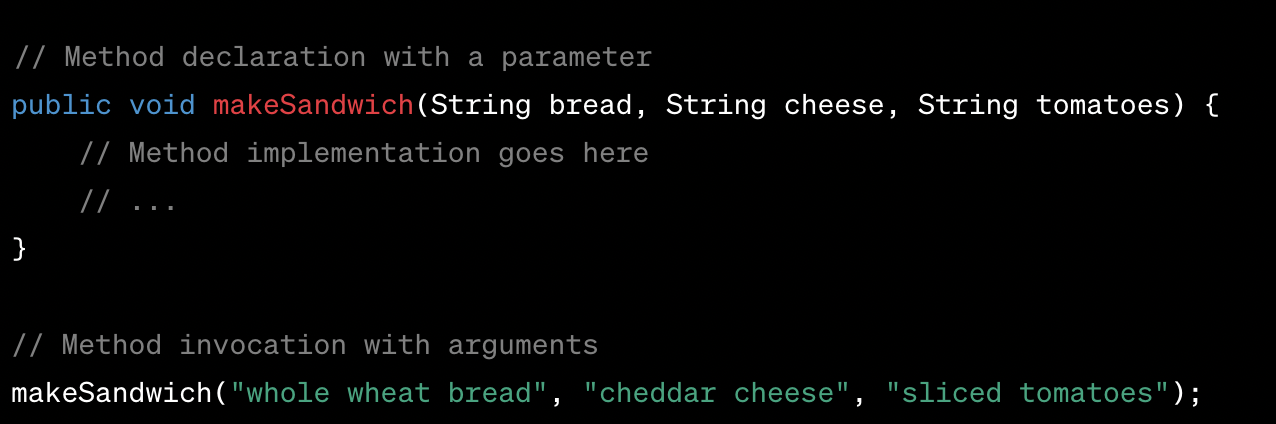 // Method declaration with a parameter
public void makeSandwich(String bread, String cheese, String tomatoes) {
    // Method implementation goes here
    // ...
}
// Method invocation with arguments
makeSandwich("whole wheat bread", "cheddar cheese", "sliced tomatoes");